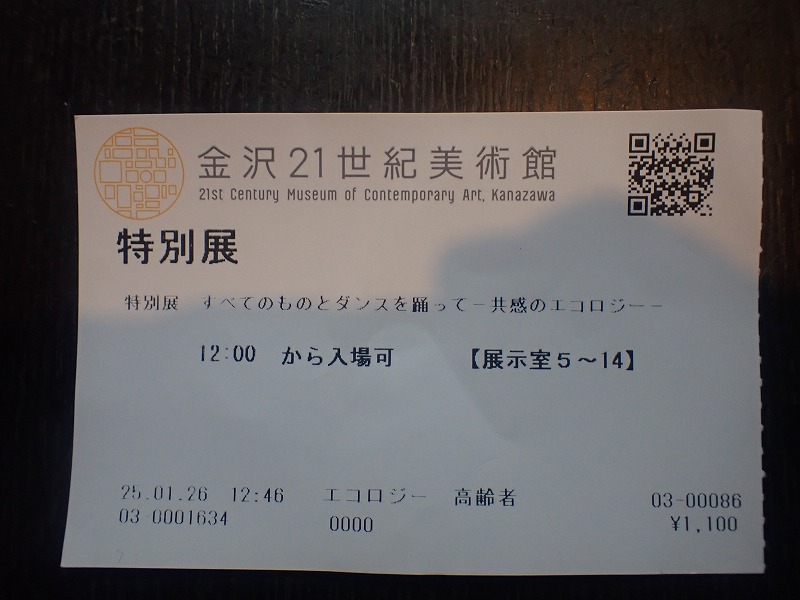 金沢21世紀美術館
21st Century Museum of Contemporary Art, Kanazawa
特別展
特別展 すべてのものとダンスを踊って－共感のエコロジー－
12:00 から入場可 【展示室5～14】
25.01.26 12:46 エコロジー 高齢者 03-00086
03 0001634 0000 ¥1,100